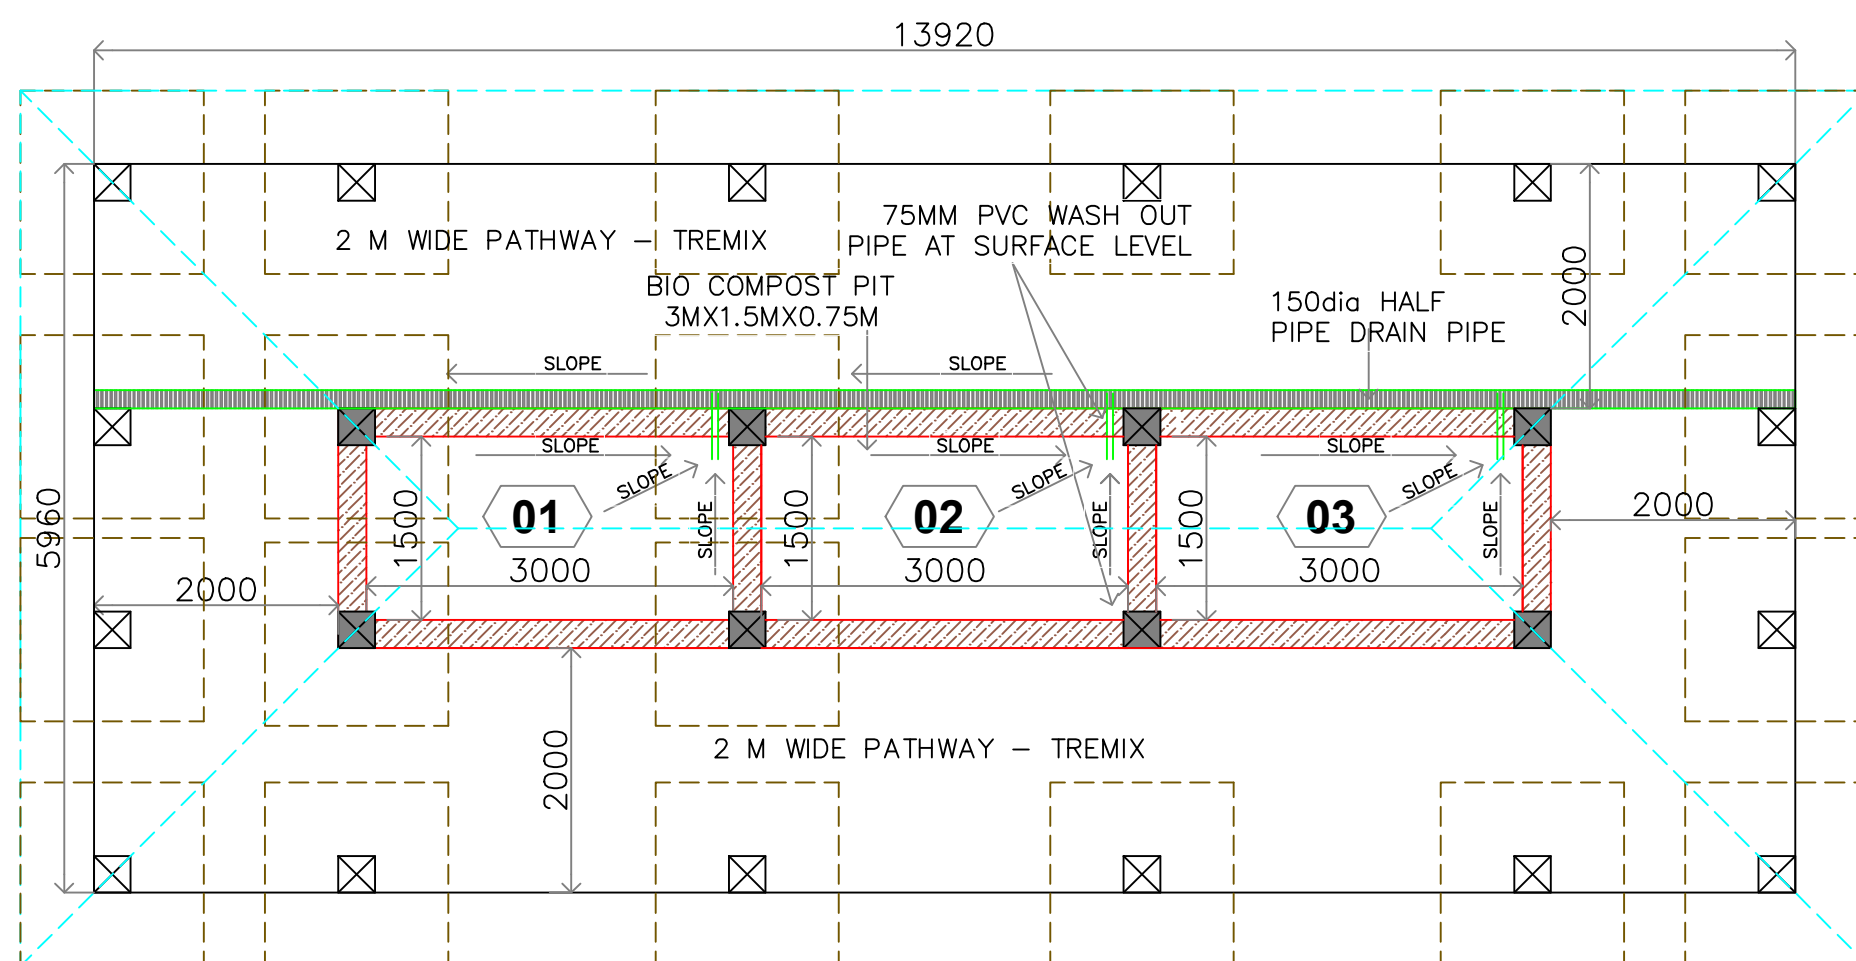 13920
75MM PVC WASH OUT
PIPE AT SURFACE LEVEL
2 M WIDE PATHWAY - TREMIX
BIO COMPOST PIT
3MX1.5MX0.75M
150dia HALF
PIPE DRAIN PIPE
2000
SLOPE
SLOPE
SLOPE
SLOPE
SLOPE
SLOPE
SLOPE
SLOPE
5960
1500
01
SLOPE
1500
02
SLOPE
1500
03
SLOPE
2000
2000
3000
3000
3000
2000
2 M WIDE PATHWAY - TREMIX